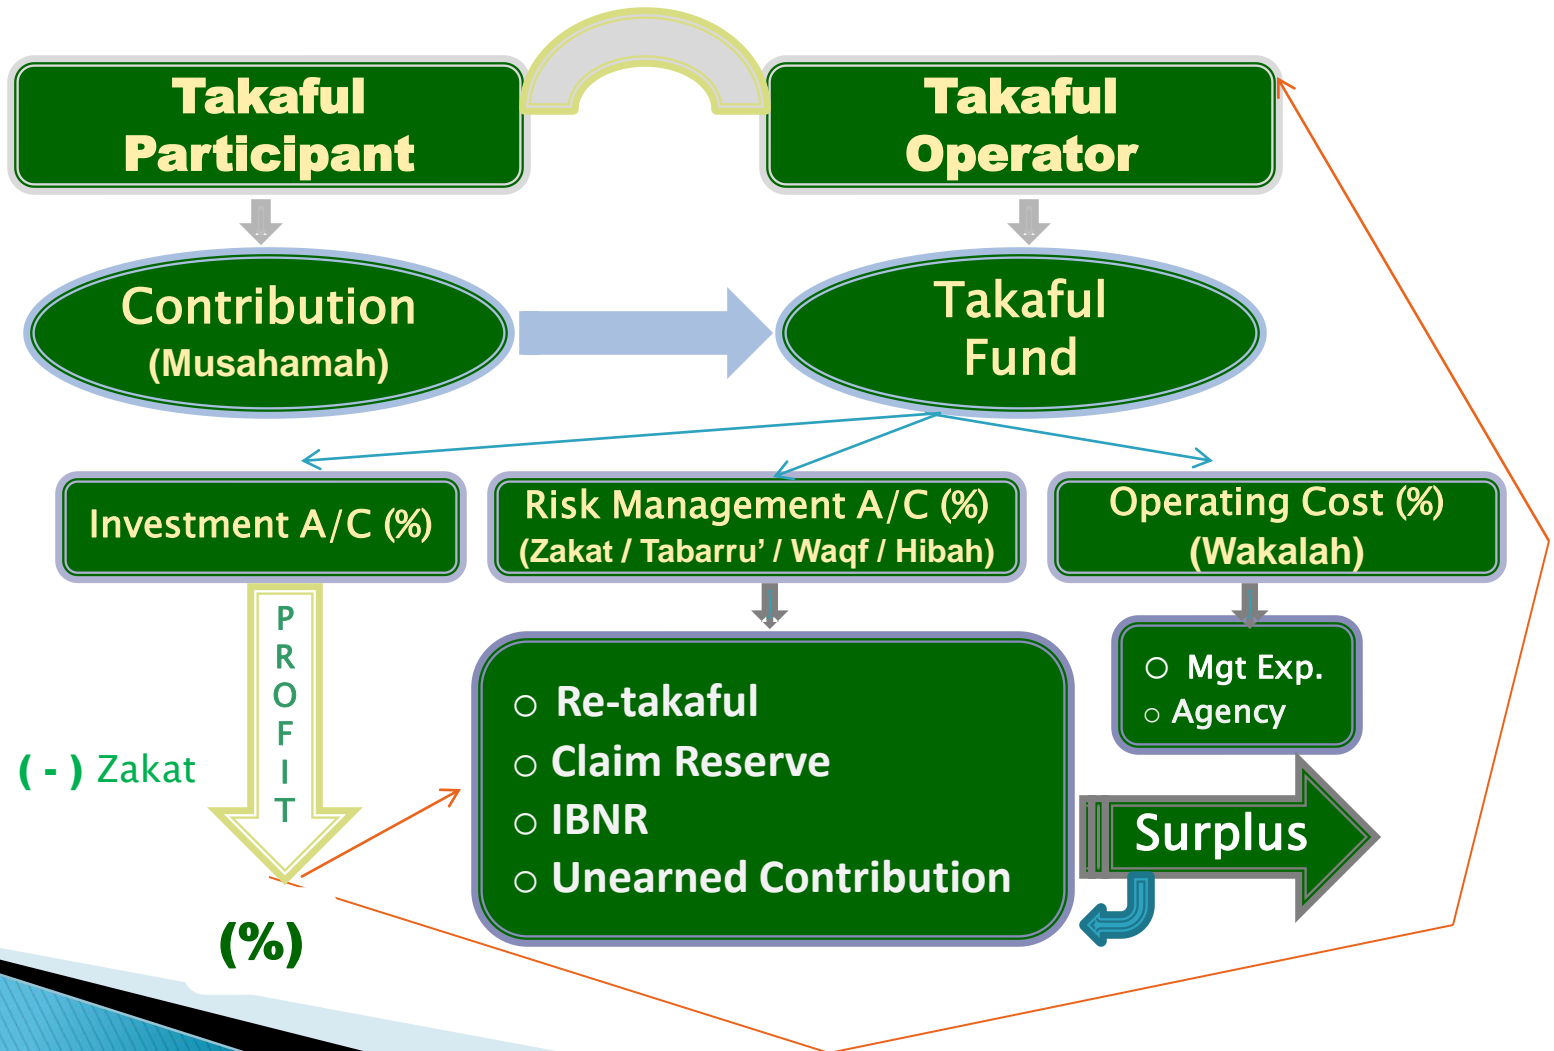 Takaful
Participant
Takaful
Operator
Contribution
(Musahamah)
Takaful
Fund
Investment A/C (%)
Risk Management A/C (%)
(Zakat / Tabarru’ / Waqf / Hibah)
Operating Cost (%)
(Wakalah)
P
R
O
F
I
T
( - ) Zakat
(%)
○ Re-takaful
○ Claim Reserve
○ IBNR
○ Unearned Contribution
○ Mgt Exp.
○ Agency
Surplus